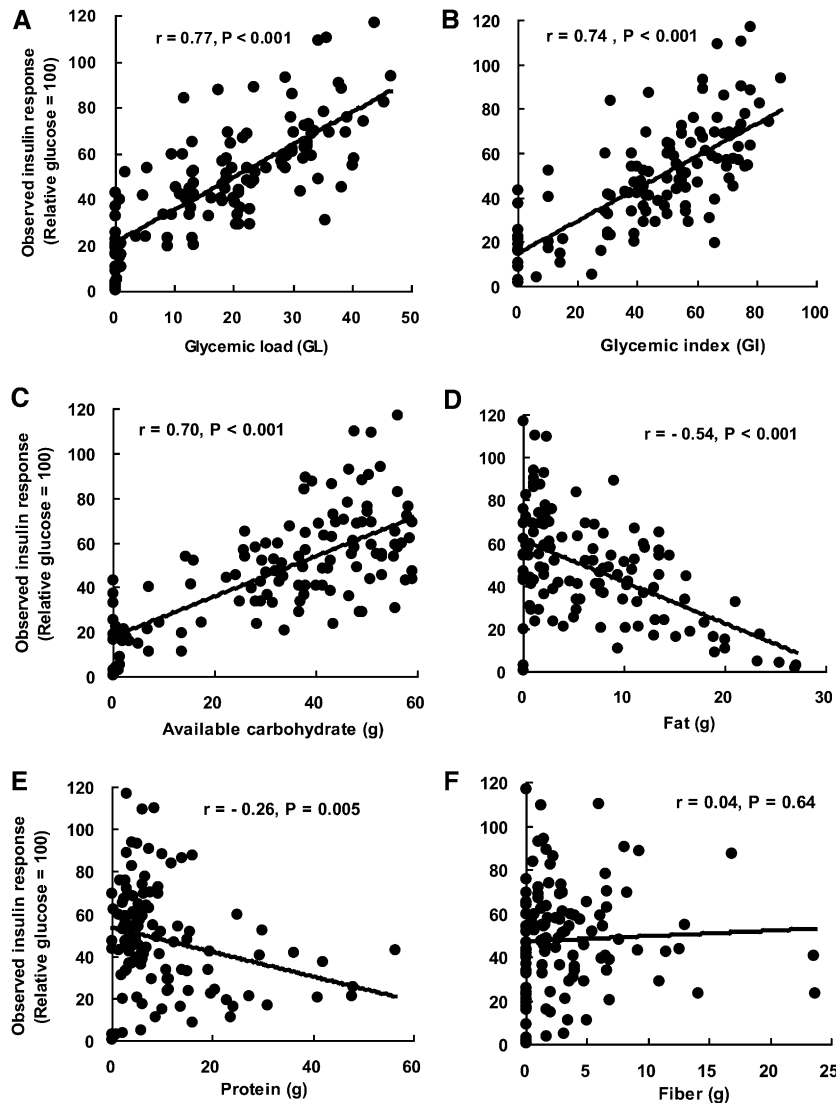 A
120
100
80
60
40
20
0
r = 0.77, P < 0.001
Observed insulin response
(Relative glucose = 100)
0 10 20 30 40 50
Glycemic load (GL)
B
120
100
80
60
40
20
0
r = 0.74 , P < 0.001
0 20 40 60 80 100
Glycemic index (GI)
C
120
100
80
60
40
20
0
r = 0.70, P < 0.001
Observed insulin response
(Relative glucose = 100)
0 20 40 60
Available carbohydrate (g)
D
120
100
80
60
40
20
0
r = - 0.54, P < 0.001
0 10 20 30
Fat (g)
E
120
100
80
60
40
20
0
r = - 0.26, P = 0.005
Observed insulin response
(Relative glucose = 100)
0 20 40 60
Protein (g)
F
120
100
80
60
40
20
0
r = 0.04, P = 0.64
0 5 10 15 20 25
Fiber (g)